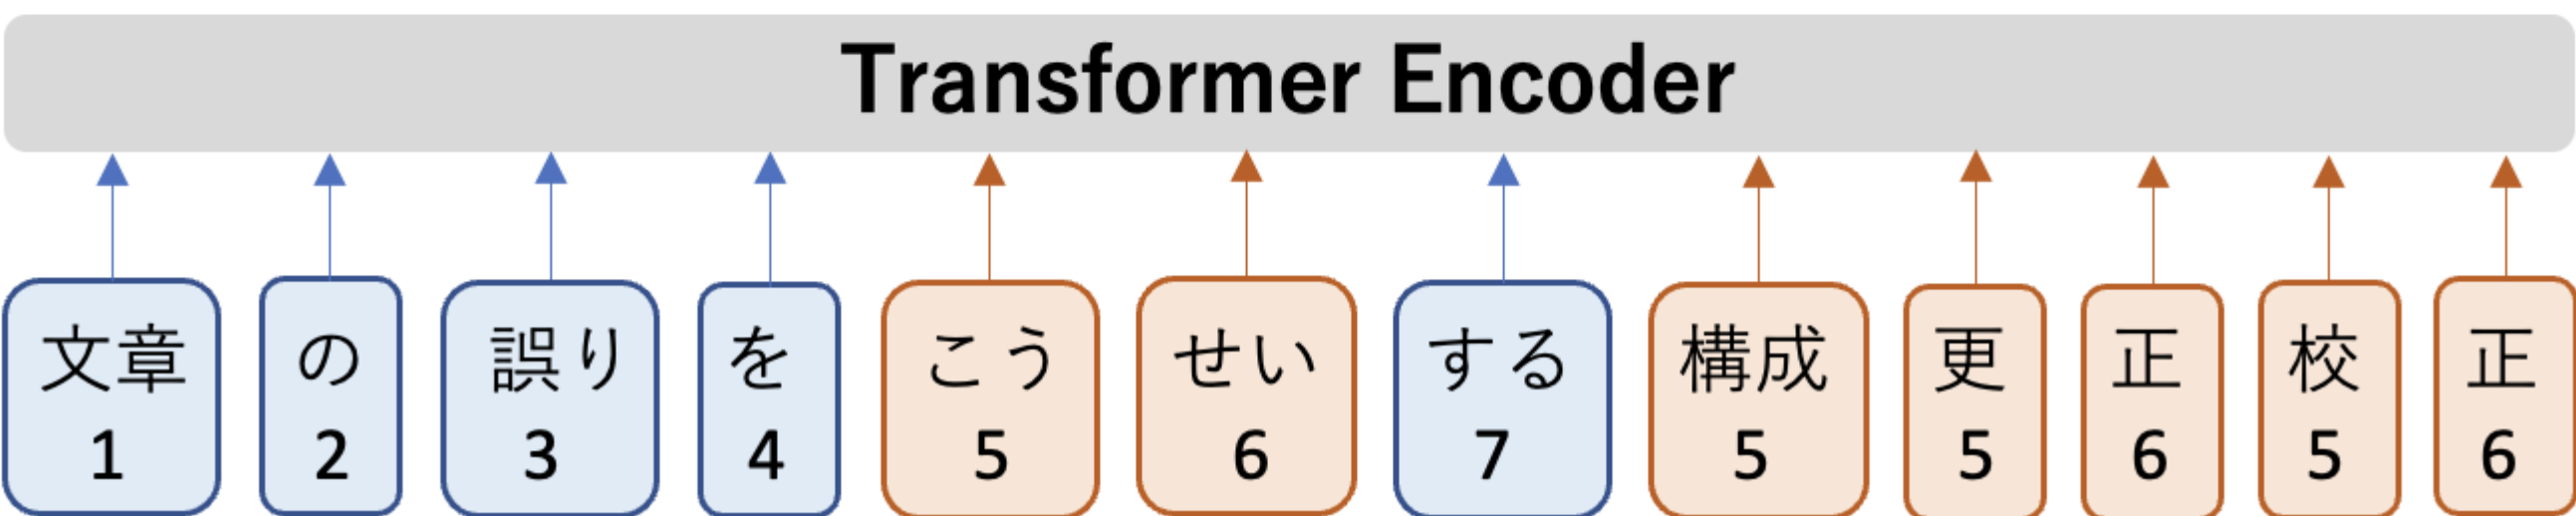 Transformer Encoder
文章 の 誤り を こう せい する 構成 更 正 校 正
1 2 3 4 5 6 7 5 5 6 5 6